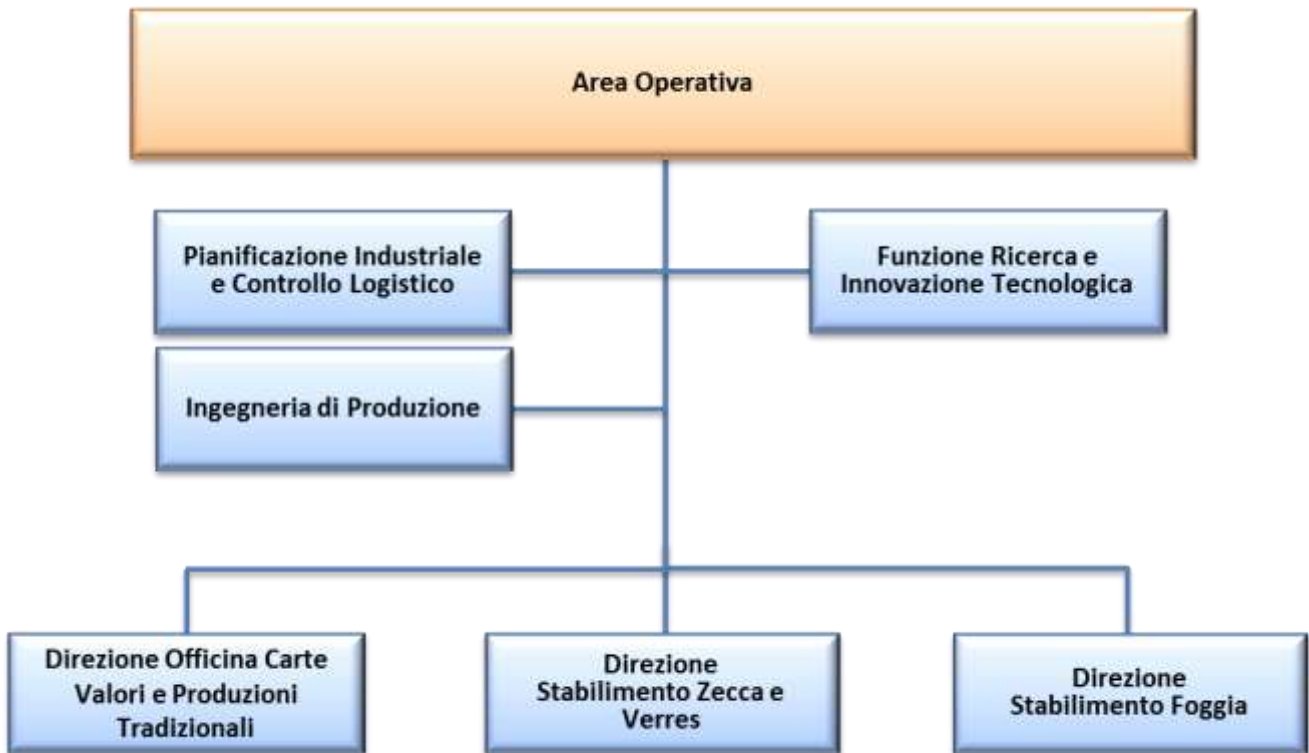 Area Operativa
Pianificazione Industriale
e Controllo Logistico
Funzione Ricerca e
Innovazione Tecnologica
Ingegneria di Produzione
Direzione Officina Carte
Valori e Produzioni
Tradizionali
Direzione
Stabilimento Zecca e
Verres
Direzione
Stabilimento Foggia